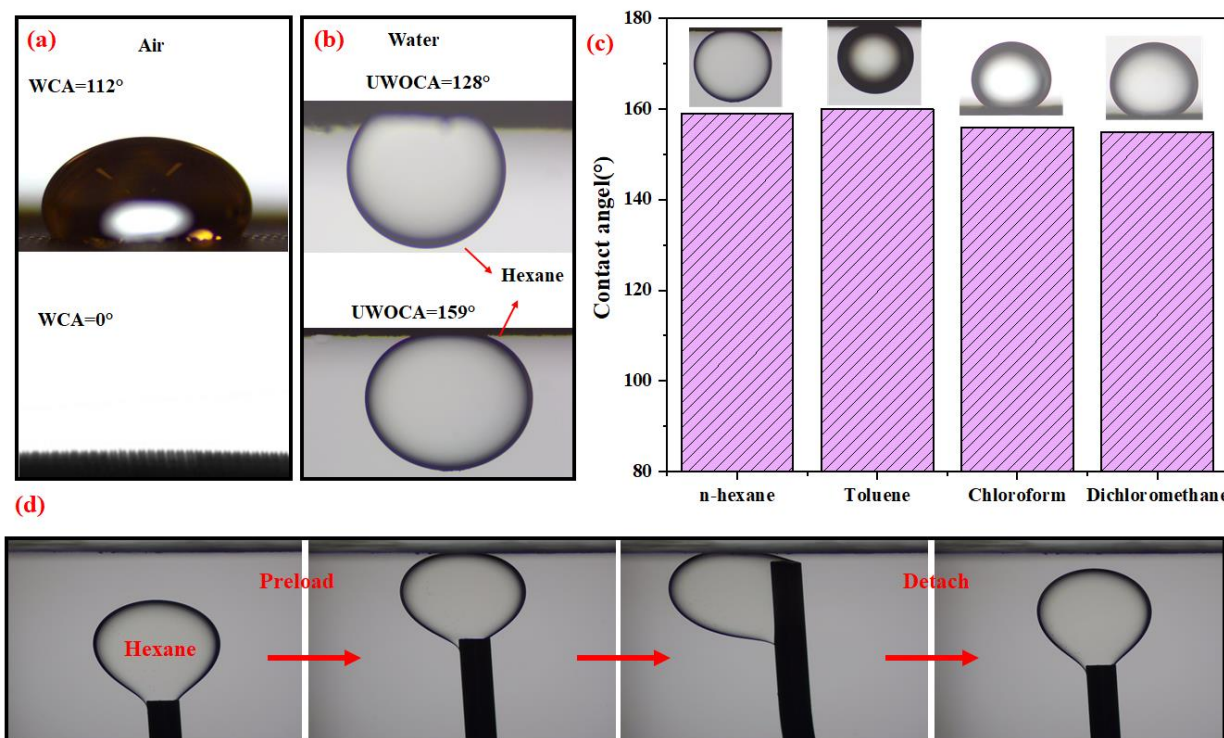 (a)
Air
WCA=112°
WCA=0°
(b)
Water
UWOCA=128°
Hexane
UWOCA=159°
(c)
Contact angel(°)
180
160
140
120
100
80
n-hexane Toluene Chloroform Dichloromethane
(d)
Preload
Detach
Hexane